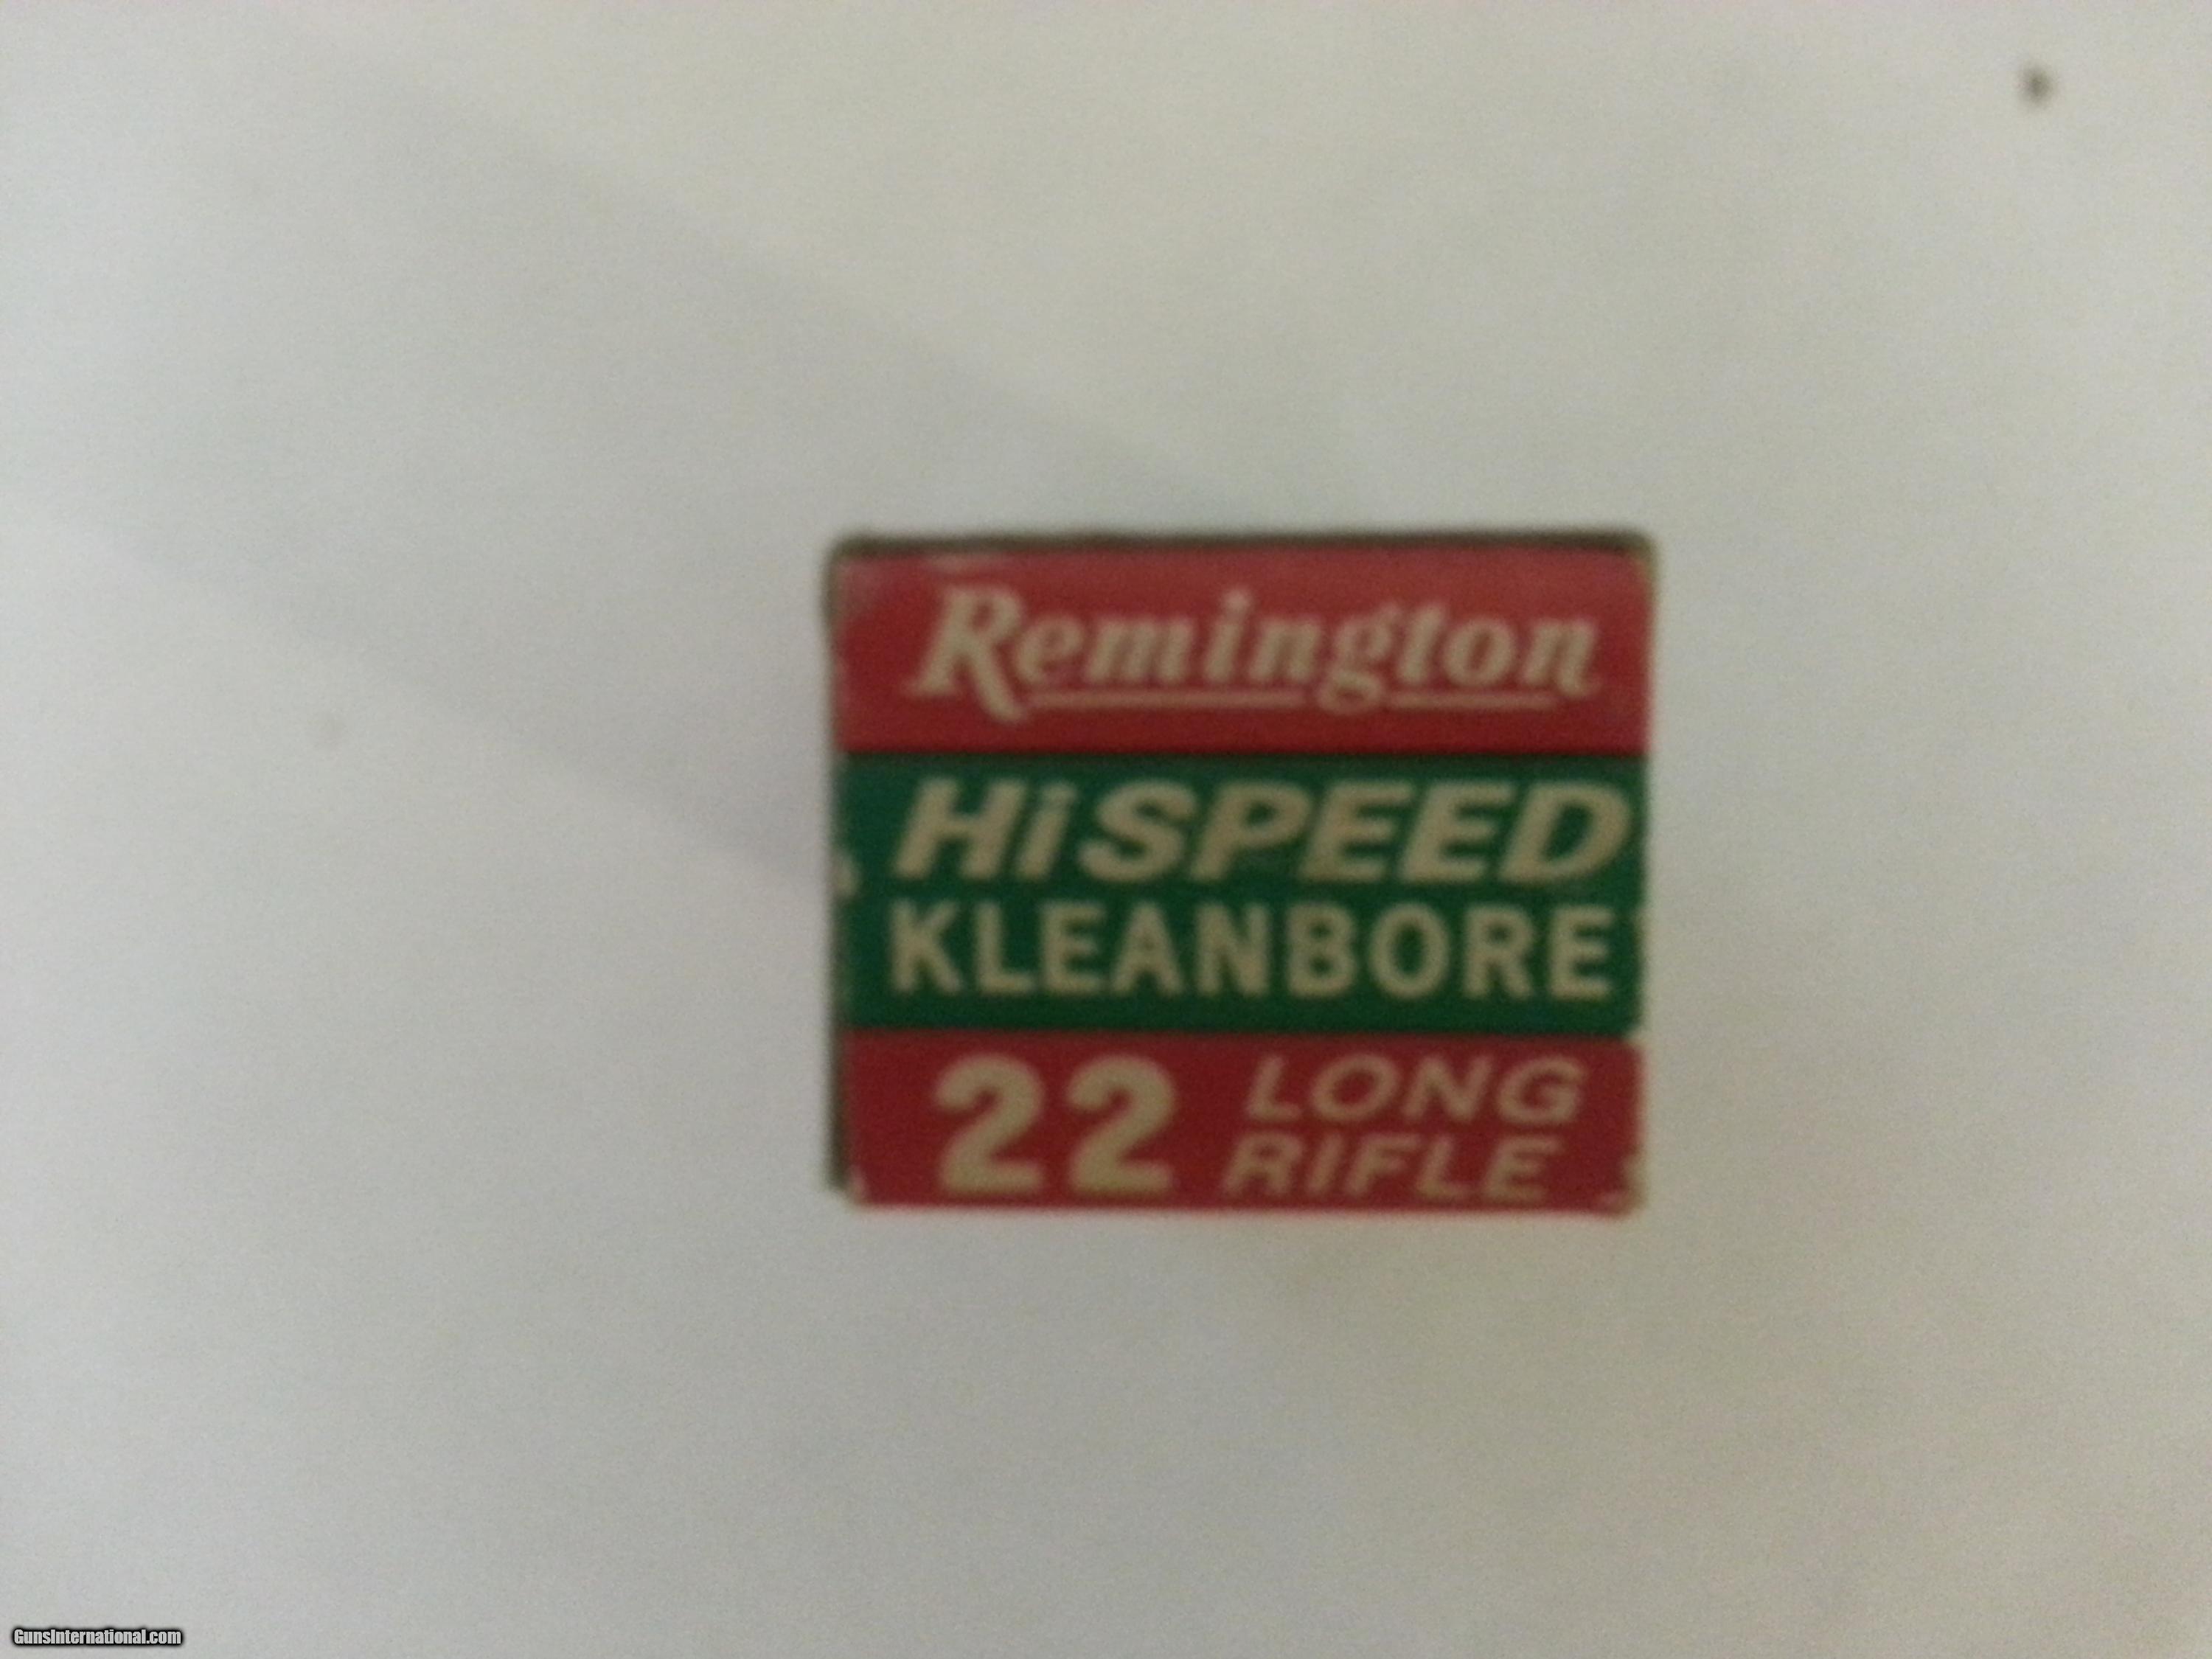 Remington
HiSPEED
KLEANBORE
22 LONG
RIFLE
GunsInternational.com